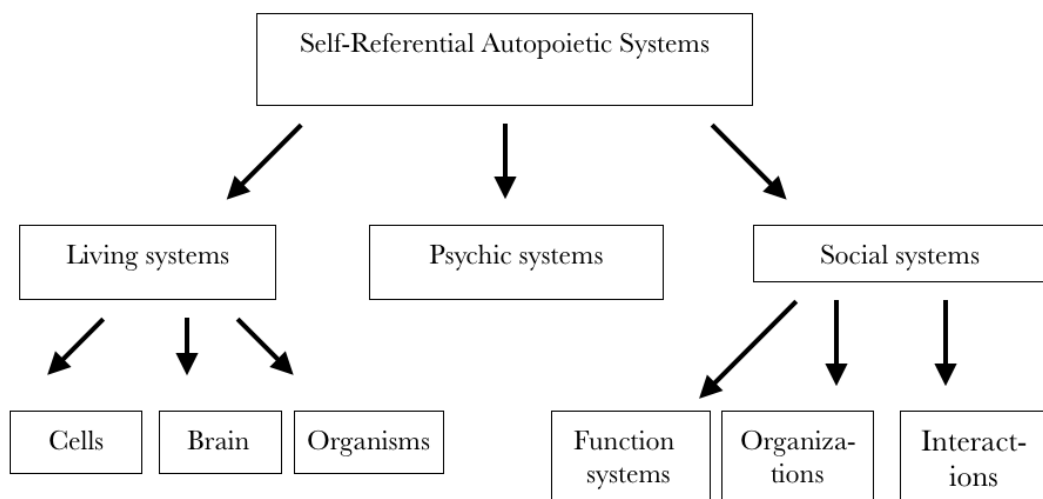 Self-Referential Autopoietic Systems
Living systems
Psychic systems
Social systems
Cells
Brain
Organisms
Function
systems
Organiza-
tions
Interact-
ions